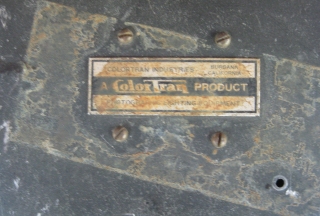 COLORTRAN INDUSTRIES BURBANK
CALIFORNIA
A ColorTran PRODUCT